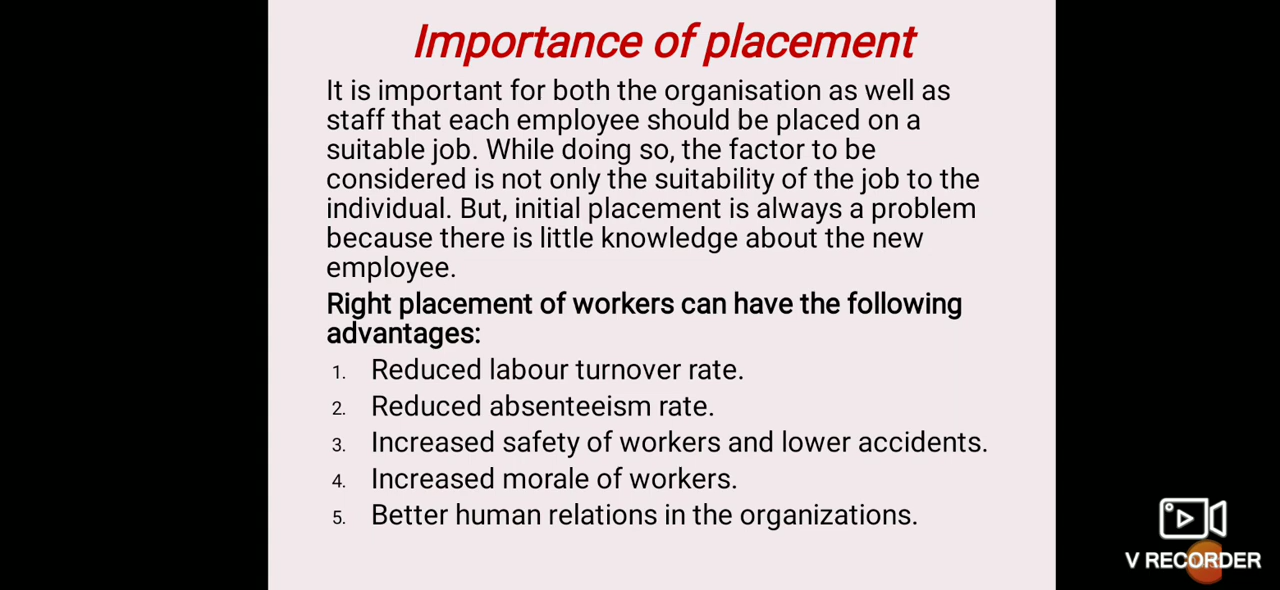 Importance of placement
It is important for both the organisation as well as
staff that each employee should be placed on a
suitable job. While doing so, the factor to be
considered is not only the suitability of the job to the
individual. But, initial placement is always a problem
because there is little knowledge about the new
employee.
Right placement of workers can have the following
advantages:
1. Reduced labour turnover rate.
2. Reduced absenteeism rate.
3. Increased safety of workers and lower accidents.
4. Increased morale of workers.
5. Better human relations in the organizations.
V RECORDER